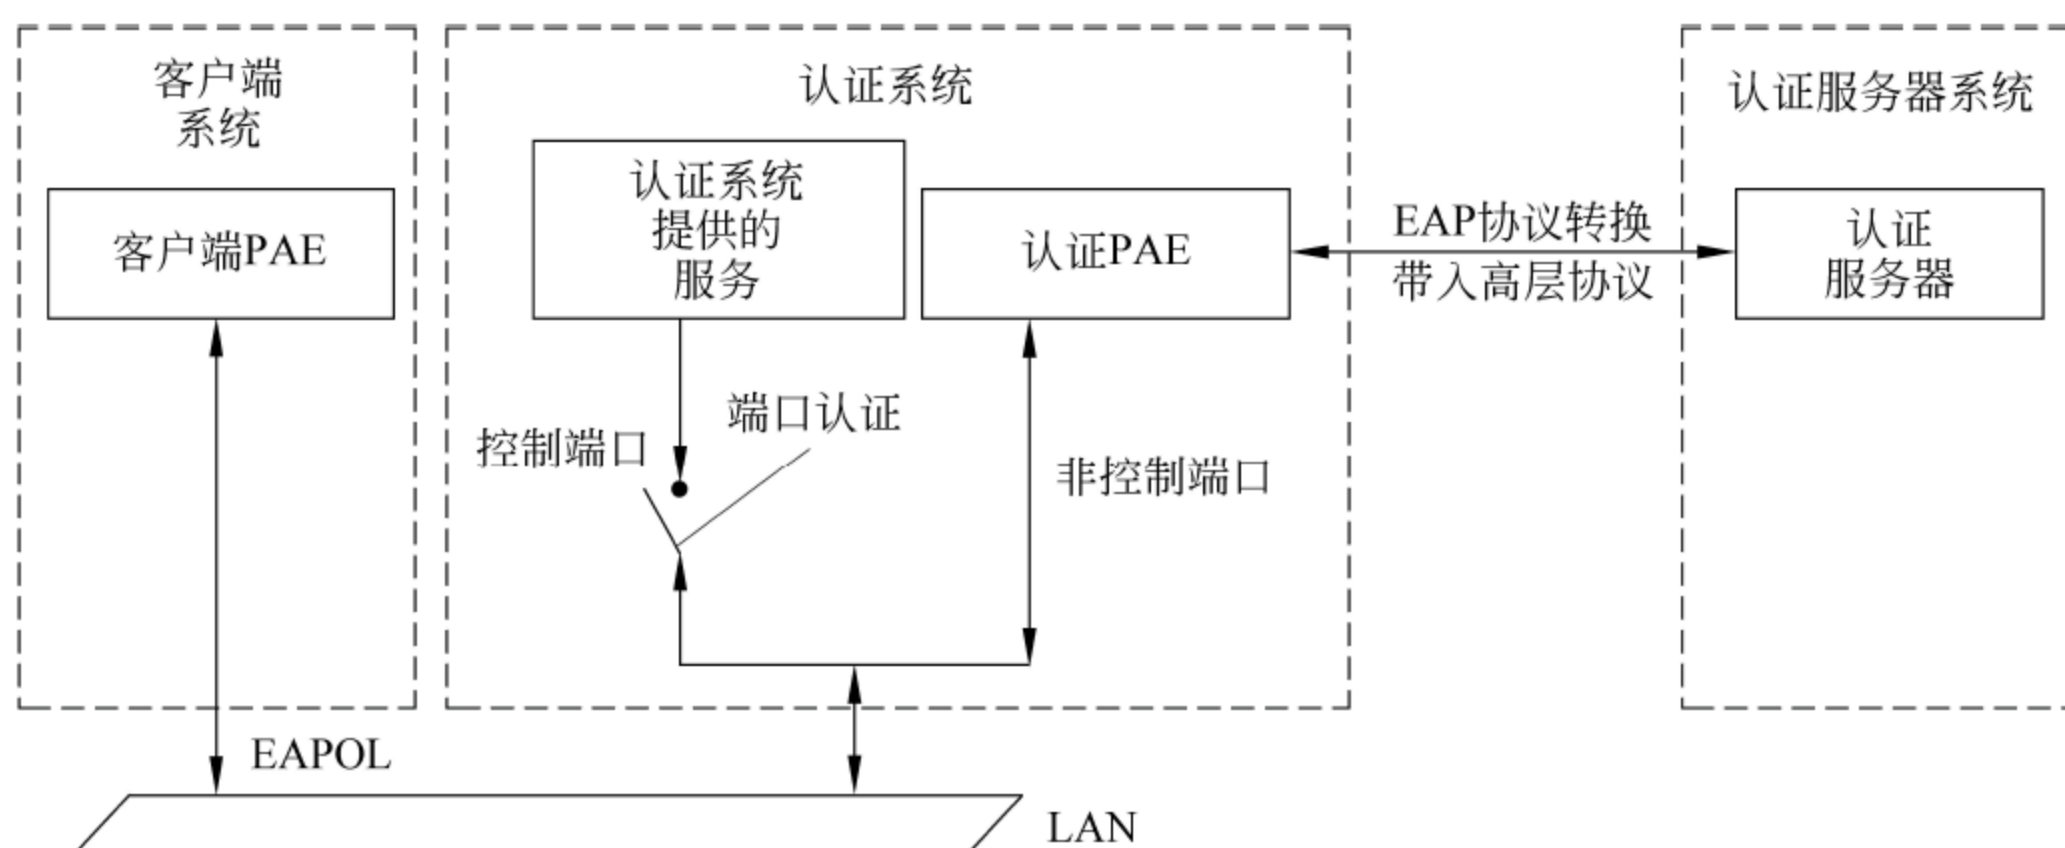 客户端
系统
客户端PAE
认证系统
认证系统
提供的
服务
认证PAE
EAP协议转换
带入高层协议
认证服务器系统
认证
服务器
控制端口
端口认证
非控制端口
EAPOL
LAN